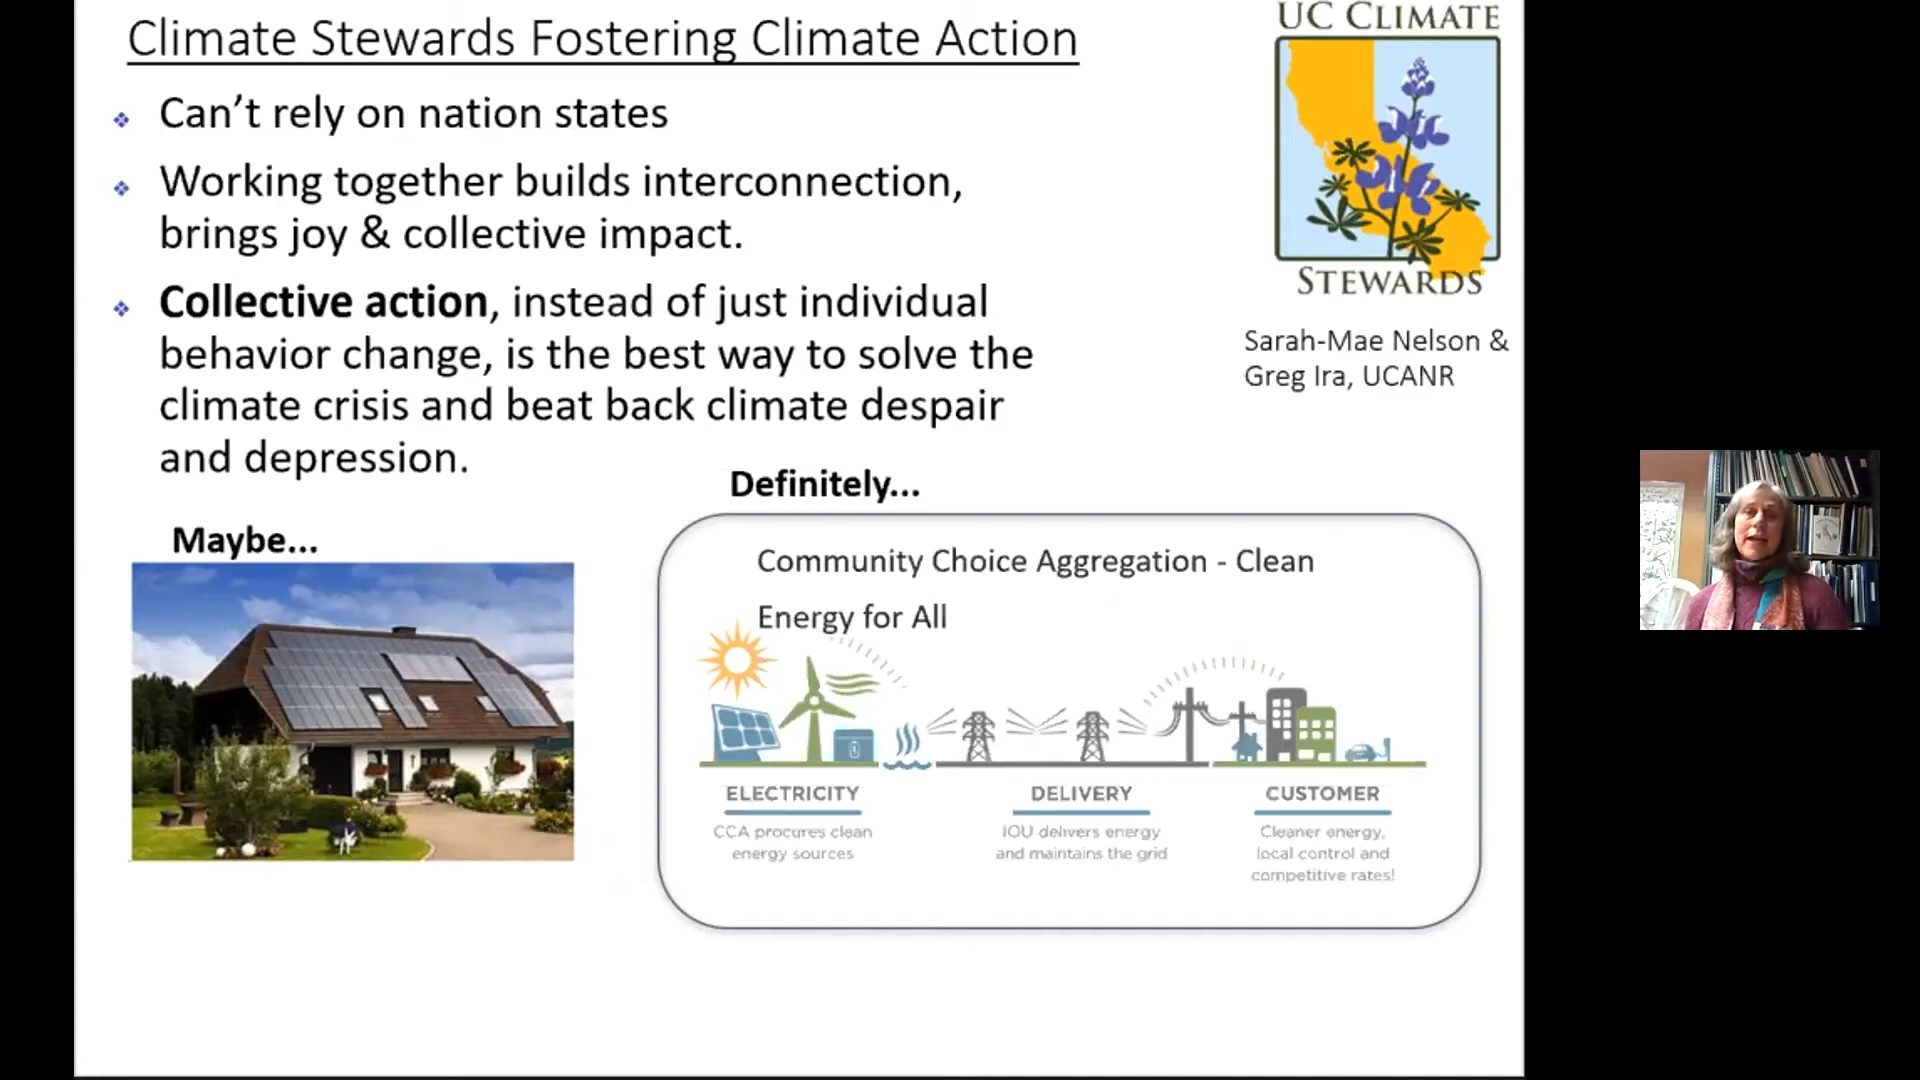 Climate Stewards Fostering Climate Action
Can’t rely on nation states
Working together builds interconnection,
brings joy & collective impact.
Collective action, instead of just individual
behavior change, is the best way to solve the
climate crisis and beat back climate despair
and depression.
UC CLIMATE
STEWARDS
Sarah-Mae Nelson &
Greg Ira, UCANR
Maybe...
Definitely...
Community Choice Aggregation - Clean
Energy for All
ELECTRICITY
CCA procures clean
energy sources
DELIVERY
IOU delivers energy
and maintains the grid
CUSTOMER
Cleaner energy,
local control and
competitive rates!